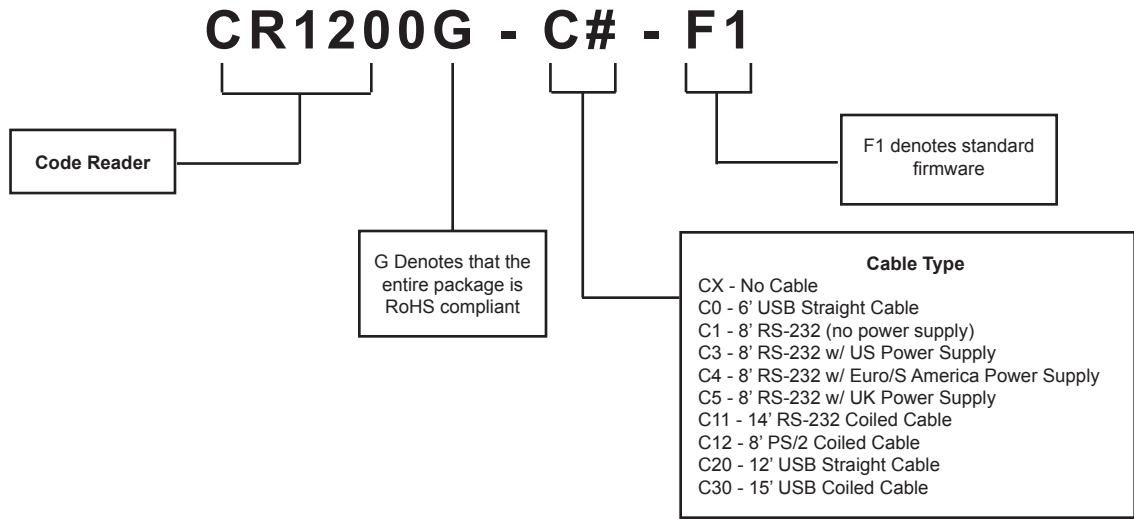 CR1200G - C# - F1
Code Reader
F1 denotes standard
firmware
G Denotes that the
entire package is
RoHS compliant
Cable Type
CX - No Cable
C0 - 6’ USB Straight Cable
C1 - 8’ RS-232 (no power supply)
C3 - 8’ RS-232 w/ US Power Supply
C4 - 8’ RS-232 w/ Euro/S America Power Supply
C5 - 8’ RS-232 w/ UK Power Supply
C11 - 14’ RS-232 Coiled Cable
C12 - 8’ PS/2 Coiled Cable
C20 - 12’ USB Straight Cable
C30 - 15’ USB Coiled Cable